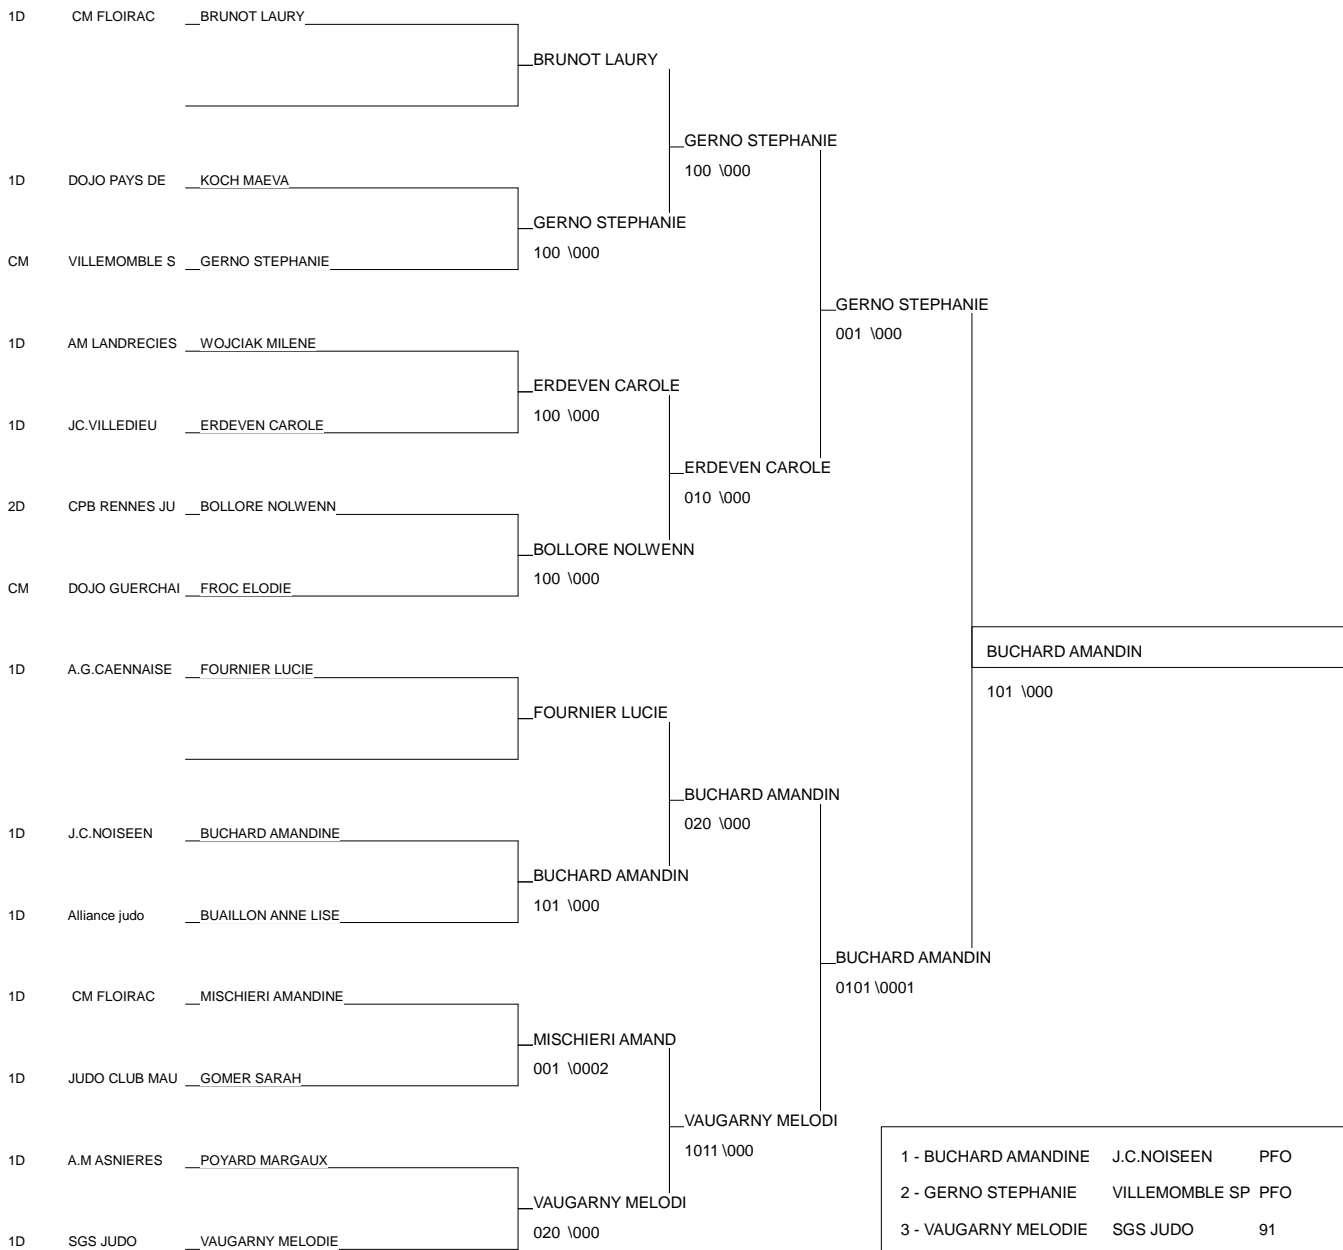 1D CM FLOIRAC BRUNOT LAURY
BRUNOT LAURY
GERNO STEPHANIE
100 \000
1D DOJO PAYS DE KOCH MAEVA
GERNO STEPHANIE
100 \000
CM VILLEMOMBLE S GERNO STEPHANIE
GERNO STEPHANIE
001 \000
1D AM LANDRECIES WOJCIAK MILENE
ERDEVEN CAROLE
100 \000
1D JC.VILLEDIEU ERDEVEN CAROLE
ERDEVEN CAROLE
010 \000
2D CPB RENNES JU BOLLORE NOLWENN
BOLLORE NOLWENN
100 \000
CM DOJO GUERCHAI FROC ELODIE
BUCHARD AMANDIN
101 \000
1D A.G.CAENNAISE FOURNIER LUCIE
FOURNIER LUCIE
BUCHARD AMANDIN
020 \000
1D J.C.NOISEEN BUCHARD AMANDINE
BUCHARD AMANDIN
101 \000
1D Alliance judo BUAILLON ANNE LISE
BUCHARD AMANDIN
0101 \0001
1D CM FLOIRAC MISCHIERI AMANDINE
MISCHIERI AMAND
001 \0002
1D JUDO CLUB MAU GOMER SARAH
VAUGARNY MELODI
1011 \000
1D A.M ASNIERES POYARD MARGAUX
VAUGARNY MELODI
020 \000
1D SGS JUDO VAUGARNY MELODIE
1 - BUCHARD AMANDINE J.C.NOISEEN PFO
2 - GERNO STEPHANIE VILLEMOMBLE SP PFO
3 - VAUGARNY MELODIE SGS JUDO 91